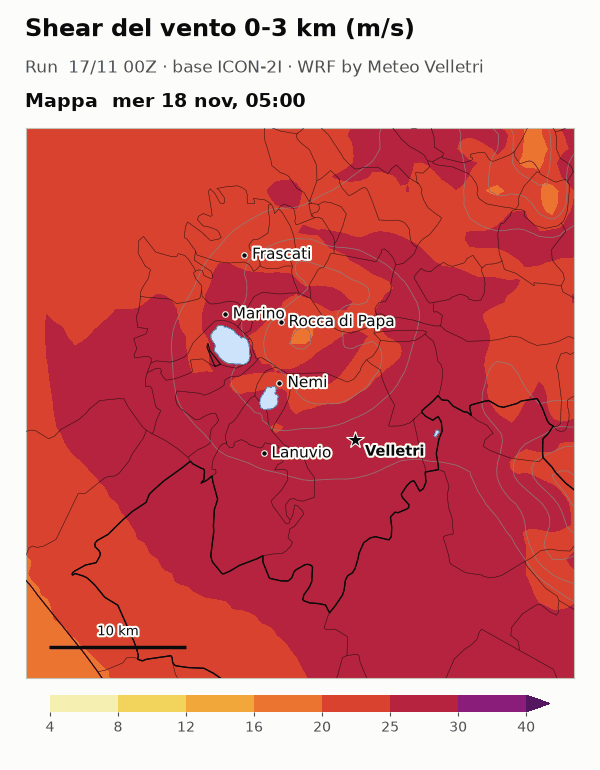 Shear del vento 0-3 km (m/s)
Run  17/11 00Z · base ICON-2I · WRF by Meteo Velletri
Mappa  mer 18 nov, 05:00
Frascati
Marino
Rocca di Papa
Nemi
Velletri
Lanuvio
10 km
4 8 12 16 20 25 30 40